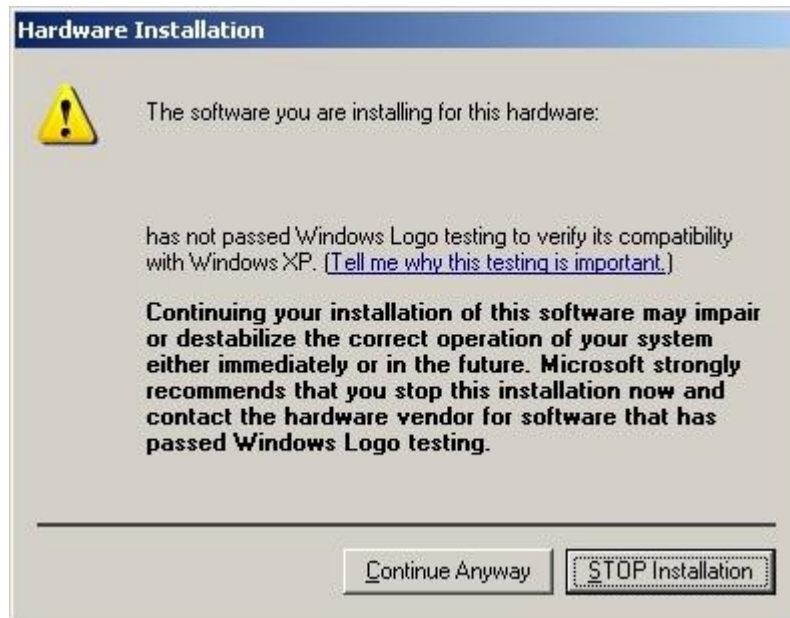 Hardware Installation
The software you are installing for this hardware:
has not passed Windows Logo testing to verify its compatibility
with Windows XP. (Tell me why this testing is important.)
Continuing your installation of this software may impair
or destabilize the correct operation of your system
either immediately or in the future. Microsoft strongly
recommends that you stop this installation now and
contact the hardware vendor for software that has
passed Windows Logo testing.
Continue Anyway
STOP Installation